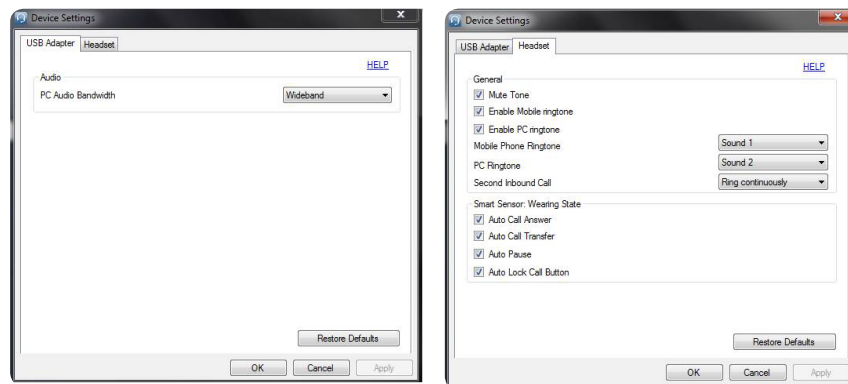 Device Settings
x
USB Adapter Headset
HELP
Audio
PC Audio Bandwidth Wideband
Restore Defaults
OK Cancel Apply
Device Settings
x
USB Adapter Headset
HELP
General
Mute Tone
Enable Mobile ringtone
Enable PC ringtone
Mobile Phone Ringtone Sound 1
PC Ringtone Sound 2
Second Inbound Call Ring continuously
Smart Sensor: Wearing State
Auto Call Answer
Auto Call Transfer
Auto Pause
Auto Lock Call Button
Restore Defaults
OK Cancel Apply